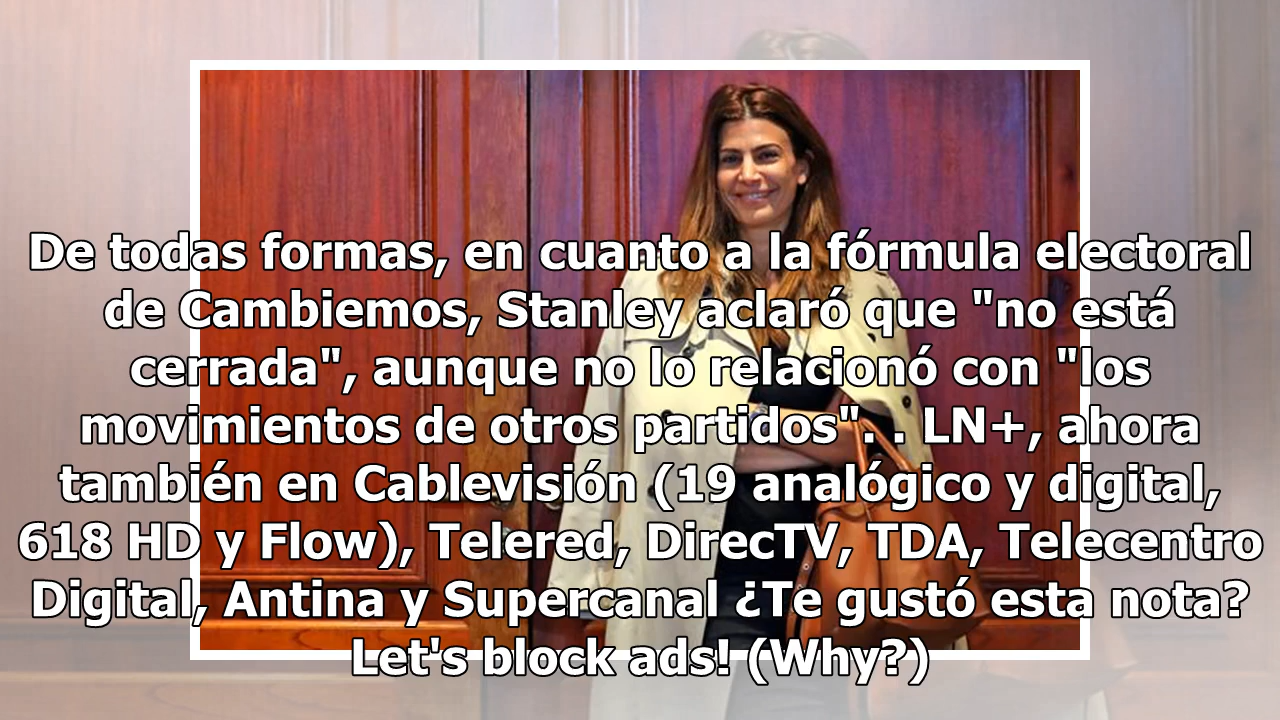 De todas formas, en cuanto a la fórmula electoral
de Cambiemos, Stanley aclaró que "no está
cerrada", aunque no lo relacionó con "los
movimientos de otros partidos". . LN+, ahora
también en Cablevisión (19 analógico y digital,
618 HD y Flow), Telered, DirecTV, TDA, Telecentro
Digital, Antina y Supercanal ¿Te gustó esta nota?
Let's block ads! (Why?)